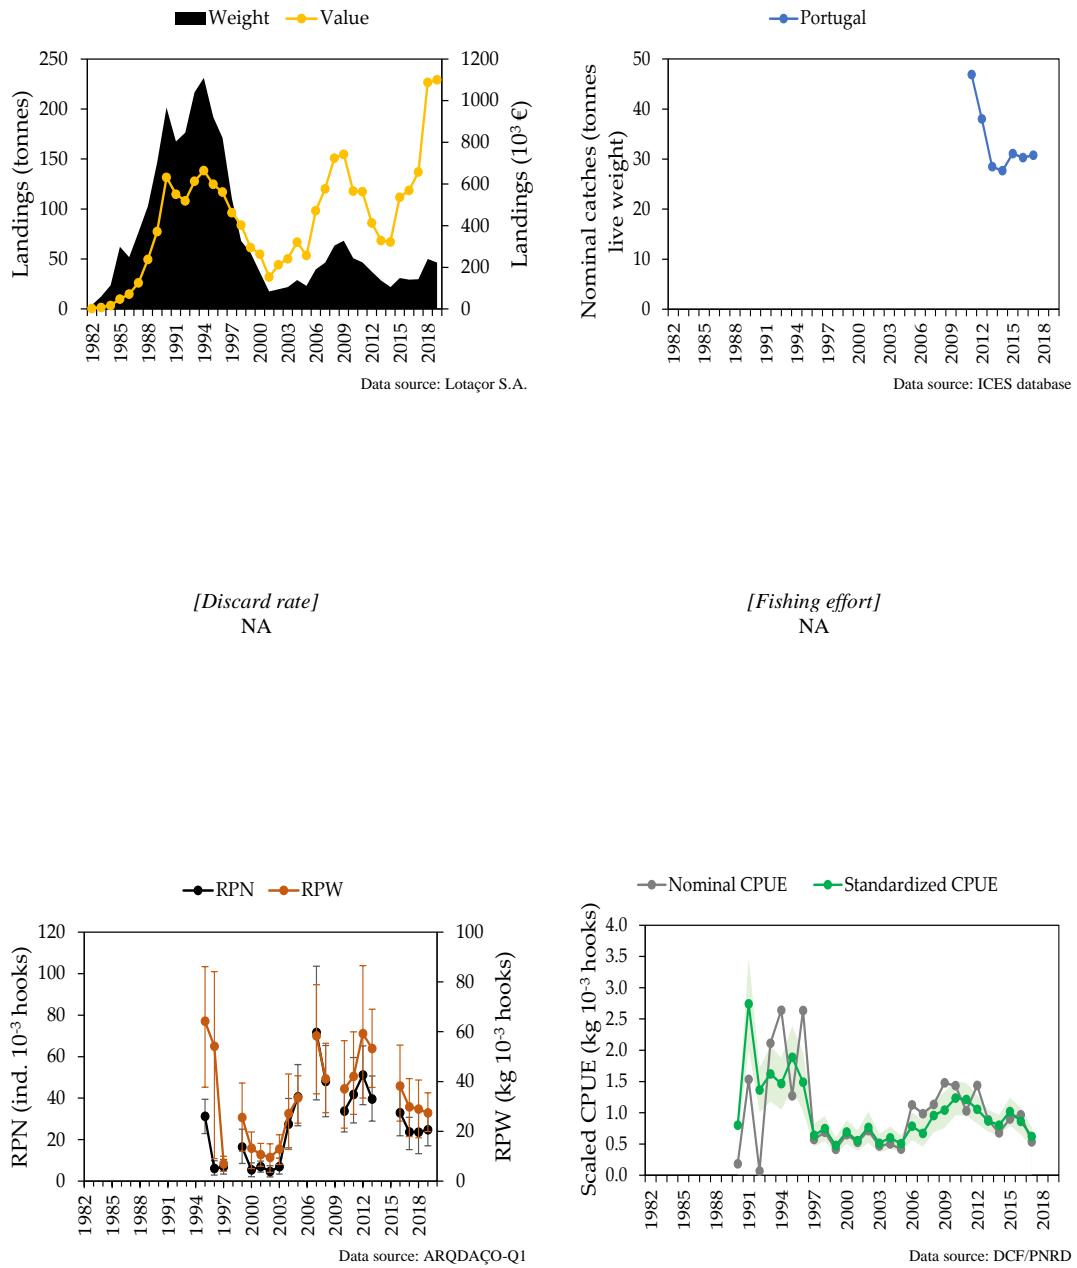 Weight Value
Landings (tonnes)
250
200
150
100
50
0
1200
1000
800
600
400
200
0
Landings (10³ €)
1982 1985 1988 1991 1994 1997 2000 2003 2006 2009 2012 2015 2018
Data source: Lotaçor S.A.
Portugal
Nominal catches (tonnes
live weight)
50
40
30
20
10
0
1982 1985 1988 1991 1994 1997 2000 2003 2006 2009 2012 2015 2018
Data source: ICES database
[Discard rate]
NA
[Fishing effort]
NA
RPN RPW
RPN (ind. 10⁻³ hooks)
120
100
80
60
40
20
0
100
80
60
40
20
0
RPW (kg 10⁻³ hooks)
1982 1985 1988 1991 1994 1997 2000 2003 2006 2009 2012 2015 2018
Data source: ARQDAÇO-Q1
Nominal CPUE Standardized CPUE
Scaled CPUE (kg 10⁻³ hooks)
4.0
3.5
3.0
2.5
2.0
1.5
1.0
0.5
0.0
1982 1985 1988 1991 1994 1997 2000 2003 2006 2009 2012 2015 2018
Data source: DCF/PNRD